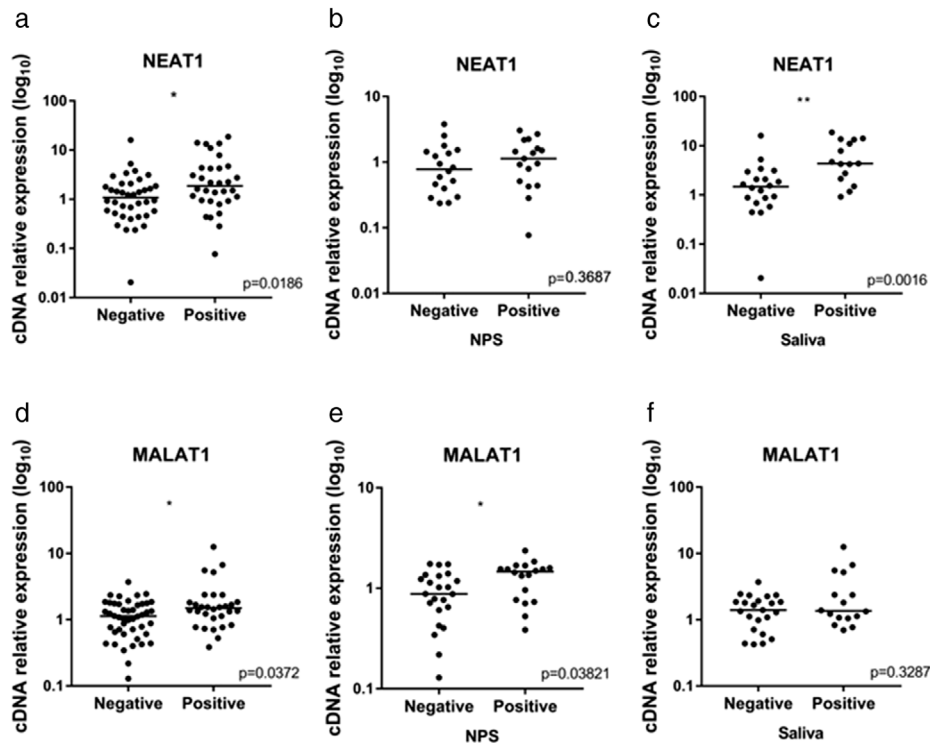 a
NEAT1
*
cDNA relative expression (log10)
100
10
1
0.1
0.01
p=0.0186
Negative Positive
b
NEAT1
cDNA relative expression (log10)
10
1
0.1
0.01
p=0.3687
Negative Positive
NPS
c
NEAT1
**
cDNA relative expression (log10)
100
10
1
0.1
0.01
p=0.0016
Negative Positive
Saliva
d
MALAT1
*
cDNA relative expression (log10)
100
10
1
0.1
p=0.0372
Negative Positive
e
MALAT1
*
cDNA relative expression (log10)
10
1
0.1
p=0.03821
Negative Positive
NPS
f
MALAT1
cDNA relative expression (log10)
100
10
1
0.1
p=0.3287
Negative Positive
Saliva